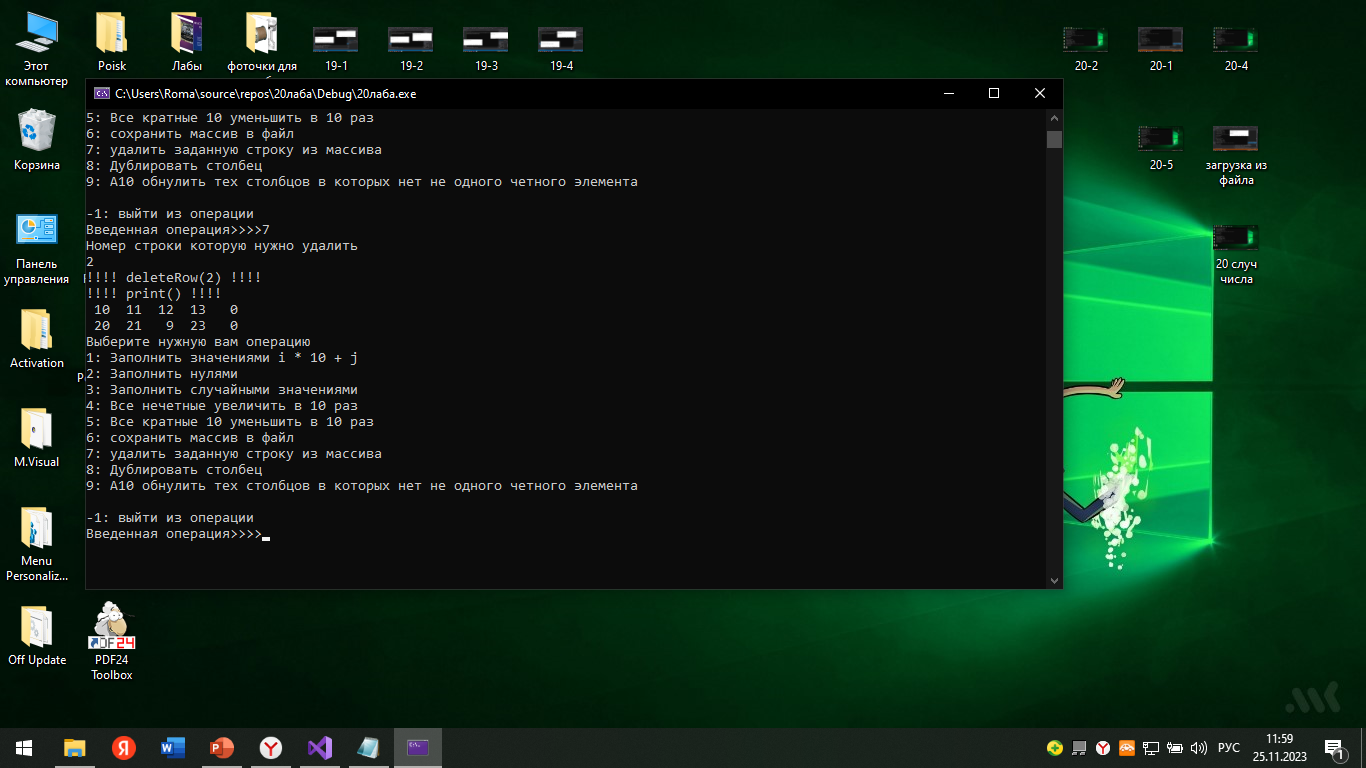 Этот компьютер
Poisk
Лабы
фоточки для
19-1
19-2
19-3
19-4
20-2
20-1
20-4
C:\Users\Roma\source\repos\20лаба\Debug\20лаба.exe
5: Все кратные 10 уменьшить в 10 раз
6: сохранить массив в файл
7: удалить заданную строку из массива
8: Дублировать столбец
9: А10 обнулить тех столбцов в которых нет не одного четного элемента
-1: выйти из операции
Введенная операция>>>>7
Номер строки которую нужно удалить
2
!!!! deleteRow(2) !!!!
!!!! print() !!!!
10 11 12 13 0
20 21 9 23 0
Выберите нужную вам операцию
1: Заполнить значениями i * 10 + j
2: Заполнить нулями
3: Заполнить случайными значениями
4: Все нечетные увеличить в 10 раз
5: Все кратные 10 уменьшить в 10 раз
6: сохранить массив в файл
7: удалить заданную строку из массива
8: Дублировать столбец
9: А10 обнулить тех столбцов в которых нет не одного четного элемента
-1: выйти из операции
Введенная операция>>>>
Корзина
Панель управления
Activation
M.Visual
Menu Personaliz...
Off Update
PDF24
PDF24 Toolbox
20-5
загрузка из файла
20 случ числа
РУС
11:59
25.11.2023
1